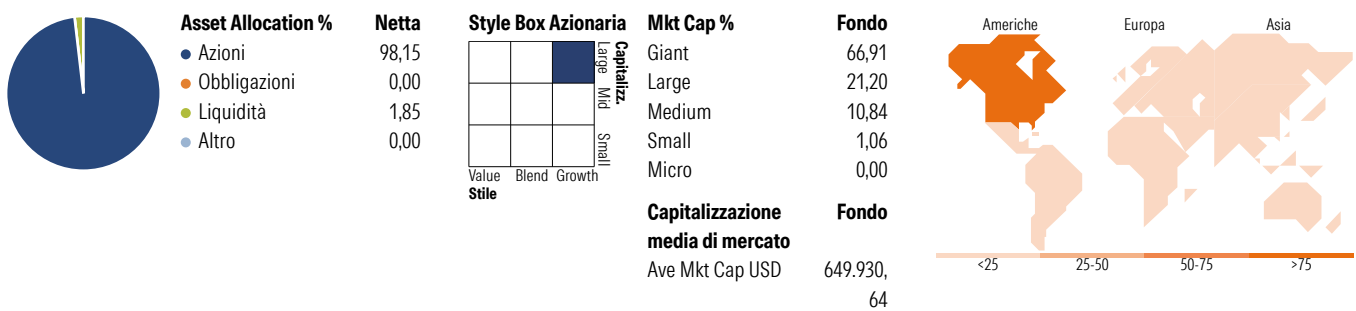 Asset Allocation % Netta
Azioni 98,15
Obbligazioni 0,00
Liquidità 1,85
Altro 0,00
Style Box Azionaria
Capitalizz.
Large
Mid
Small
Value Blend Growth
Stile
Mkt Cap % Fondo
Giant 66,91
Large 21,20
Medium 10,84
Small 1,06
Micro 0,00
Capitalizzazione Fondo
media di mercato
Ave Mkt Cap USD 649.930,
64
Americhe Europa Asia
<25 25-50 50-75 >75